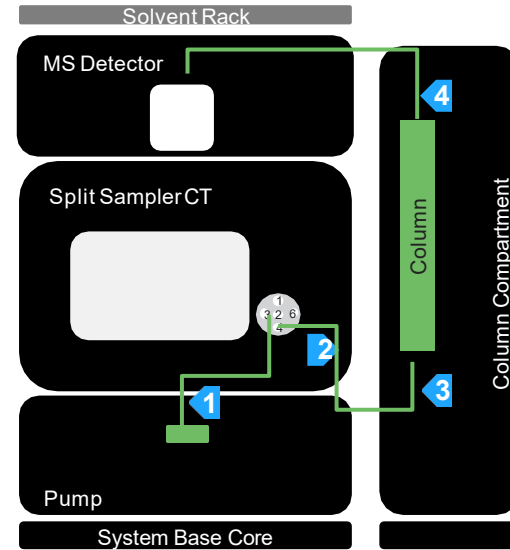 Solvent Rack
MS Detector
4
Split Sampler CT
Column
Column Compartment
1
3 2 6
4
2
3
1
Pump
System Base Core